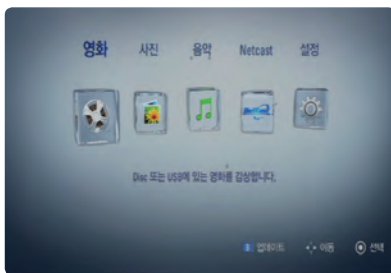 영화 사진 음악 Netcast 설정
Disc 또는 USB에 있는 영화를 감상합니다.
업데이트 이동 선택